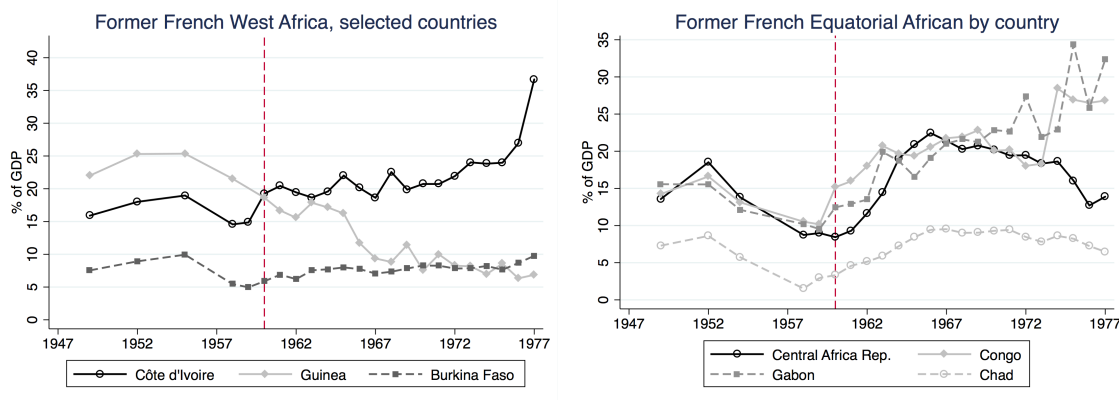 Former French West Africa, selected countries
% of GDP
40
35
30
25
20
15
10
5
0
1947 1952 1957 1962 1967 1972 1977
Côte d'Ivoire Guinea Burkina Faso
Former French Equatorial African by country
% of GDP
35
30
25
20
15
10
5
0
1947 1952 1957 1962 1967 1972 1977
Central Africa Rep. Congo
Gabon Chad